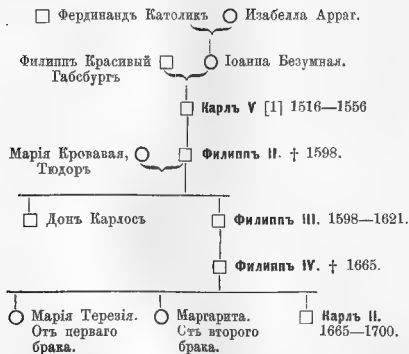 Фердинандъ Католикъ Изабелла Арраг.
Филиппъ Красивый Габсбургъ Іоанна Безумная.
Карлъ V [1] 1516—1556
Марія Кровавая, Тюдоръ Филиппъ II. † 1598.
Донъ Карлосъ Филиппъ III. 1598—1621.
Филиппъ IV. † 1665.
Марія Терезія. Отъ перваго брака.
Маргарита. Стъ второго брака.
Карлъ II. 1665—1700.